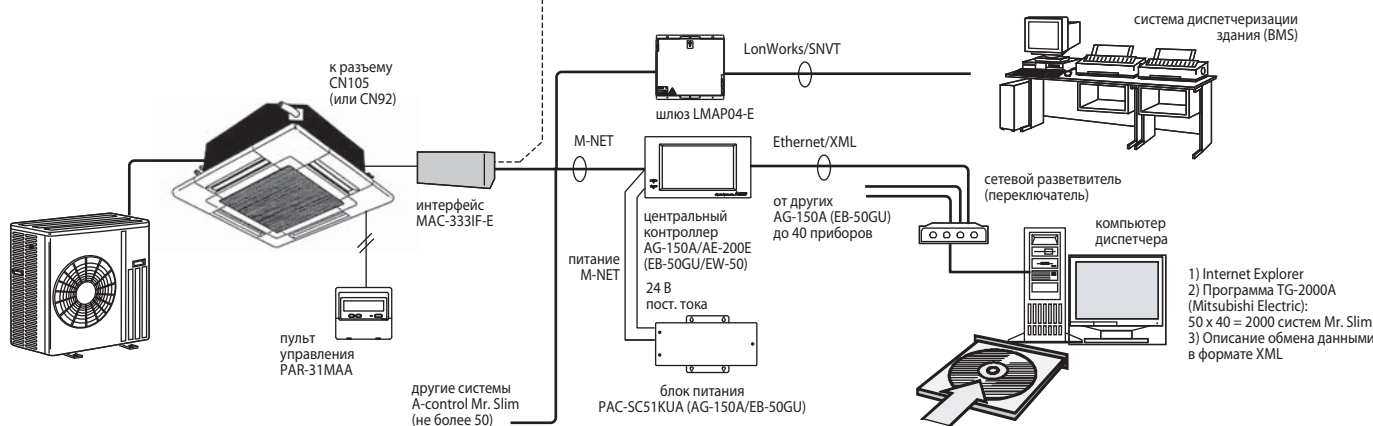 система диспетчеризации
здания (BMS)
LonWorks/SNVT
к разъему
CN105
(или CN92)
шлюз LMAP04-E
M-NET
Ethernet/XML
сетевой разветвитель
(переключатель)
интерфейс
MAC-333IF-E
центральный
контроллер
AG-150A/AE-200E
(EB-50GU/EW-50)
от других
AG-150A (EB-50GU)
до 40 приборов
компьютер
диспетчера
питание
M-NET
24 В
пост. тока
1) Internet Explorer
2) Программа TG-2000A
(Mitsubishi Electric):
50 x 40 = 2000 систем Mr. Slim
3) Описание обмена данными
в формате XML
пульт
управления
PAR-31MAA
другие системы
A-control Mr. Slim
(не более 50)
блок питания
PAC-SC51KUA (AG-150A/EB-50GU)